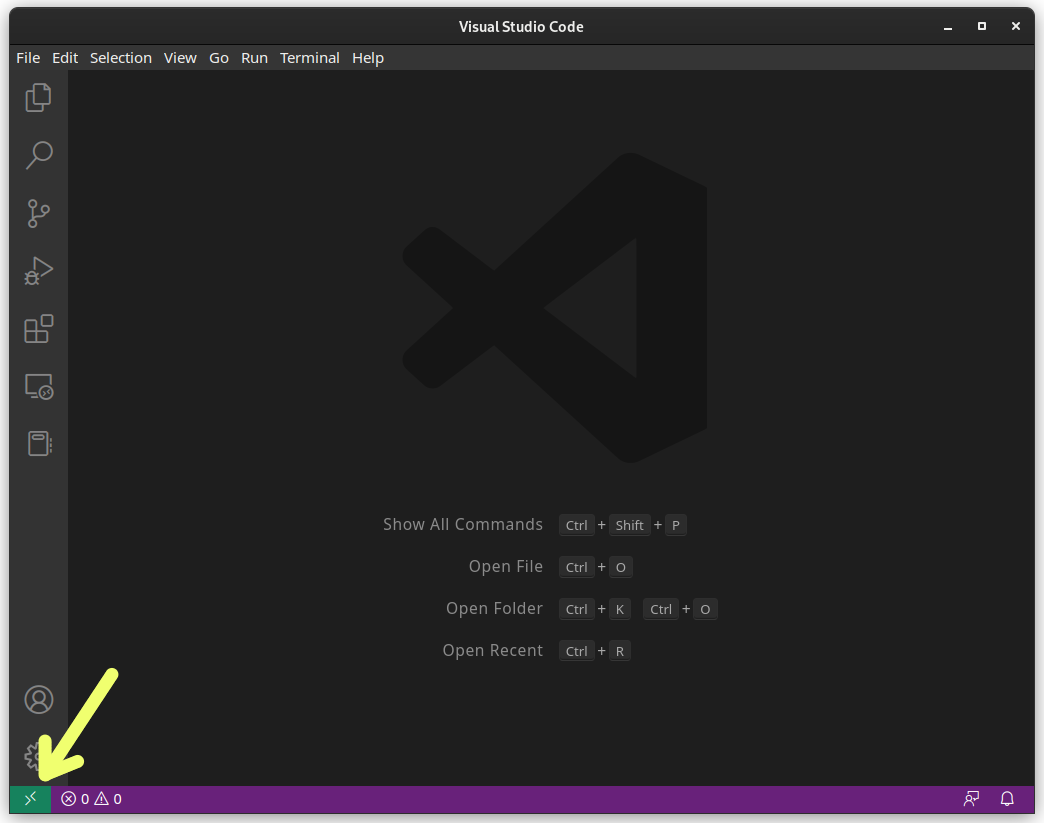 Visual Studio Code
File Edit Selection View Go Run Terminal Help
Show All Commands Ctrl + Shift + P
Open File Ctrl + O
Open Folder Ctrl + K Ctrl + O
Open Recent Ctrl + R
0 0